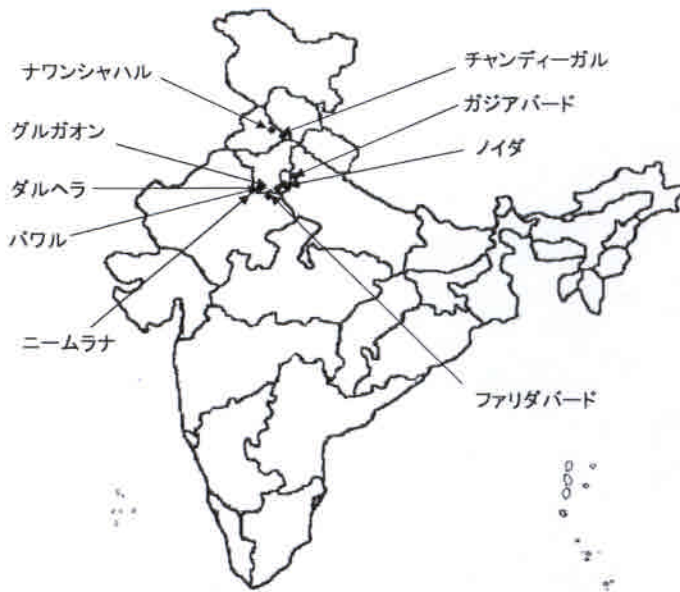 ナワンシャハル
チャンディーガル
ガジアバード
グルガオン
ノイダ
ダルヘラ
バワル
ニームラナ
ファリダバード